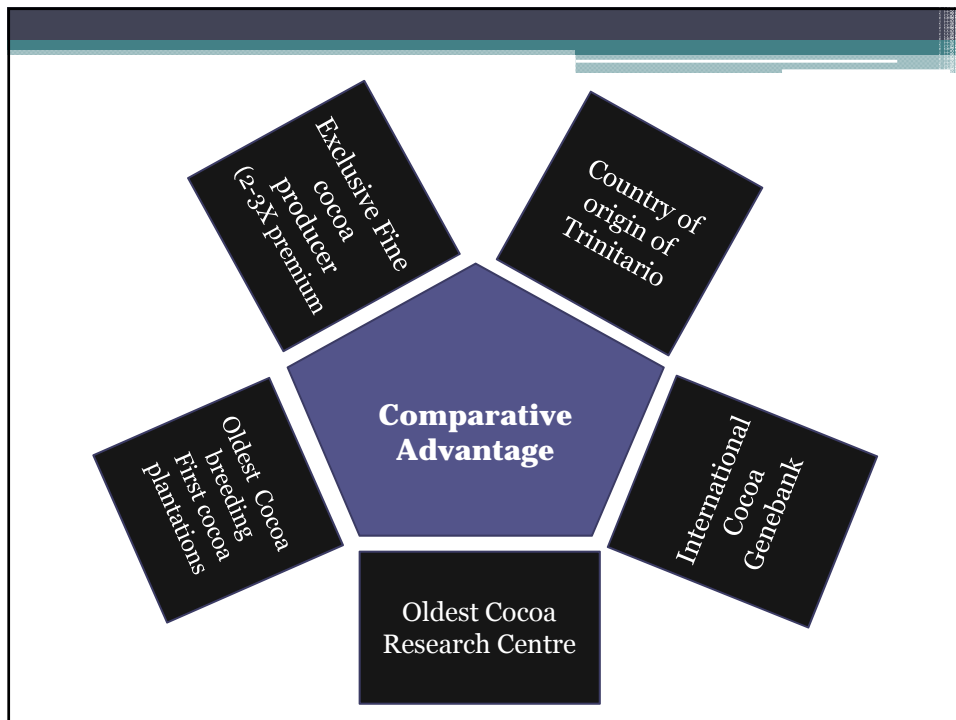 Exclusive Fine
cocoa
producer
(2-3X premium
Country of
origin of
Trinitario
Comparative
Advantage
Oldest Cocoa
breeding
First cocoa
plantations
International
Cocoa
Genebank
Oldest Cocoa
Research Centre